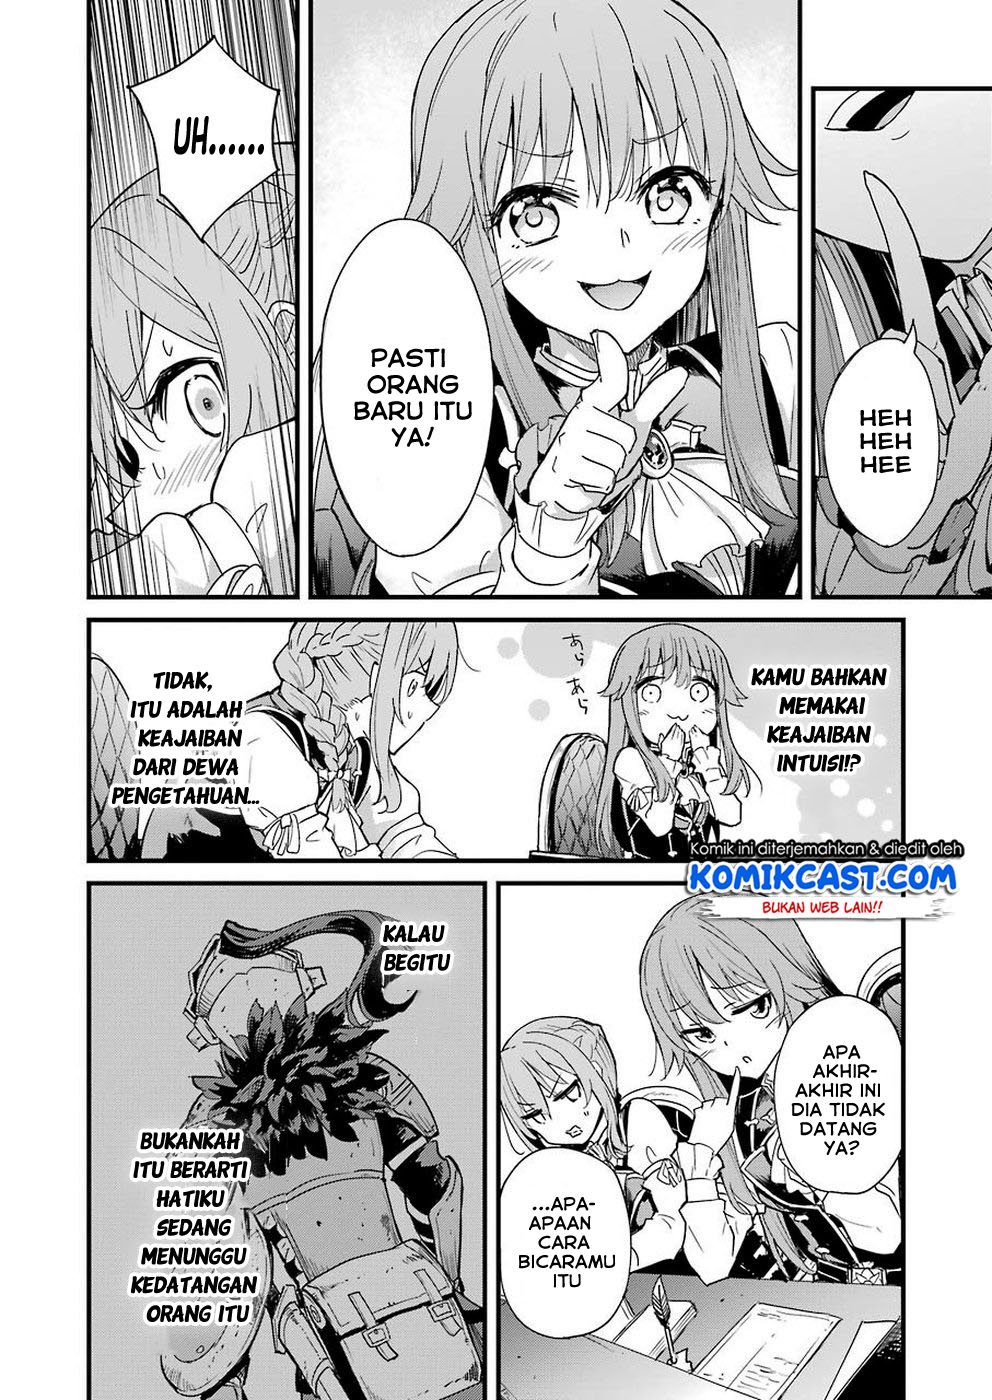 HEH
HEH
HEE
PASTI
ORANG
BARU ITU
YA!
UH......
KAMU BAHKAN
MEMAKAI
KEAJAIBAN
INTUISI!?
あらあら
TIDAK,
ITU ADALAH
KEAJAIBAN
DARI DEWA
PENGETAHUAN...
Komik ini diterjemahkan & diedit oleh
KOMIKCAST.COM
BUKAN WEB LAIN!!
APA
AKHIR-
AKHIR INI
DIA TIDAK
DATANG
YA?
...APA-
APAAN
CARA
BICARAMU
ITU
KALAU
BEGITU
BUKANKAH
ITU BERARTI
HATIKU
SEDANG
MENUNGGU
KEDATANGAN
ORANG ITU